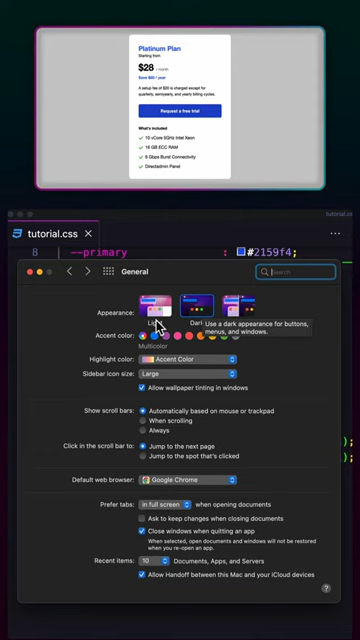 Platinum Plan
Starting from
$28 / month
Save $89 / year
A setup fee of $20 is charged except for
quarterly, semiyearly, and yearly billing cycles.
Request a free trial
What's included
10 vCore 5GHz Intel Xeon
16 GB ECC RAM
Gbps Burst Connectivity
Directadmin Panel
tutorial.cs
tutorial.css
8 --primary : #2159f4;
General
Search
Appearance:
Light Dark
Use a dark appearance for buttons,
menus, and windows.
Accent color:
Multicolor
Highlight color: Accent Color
Sidebar icon size: Large
Allow wallpaper tinting in windows
Show scroll bars: Automatically based on mouse or trackpad
When scrolling
Always
Click in the scroll bar to: Jump to the next page
Jump to the spot that's clicked
);
);
Default web browser: Google Chrome
Prefer tabs: in full screen when opening documents
Ask to keep changes when closing documents
Close windows when quitting an app
When selected, open documents and windows will not be restored
when you re-open an app.
Recent items: 10 Documents, Apps, and Servers
Allow Handoff between this Mac and your iCloud devices
?